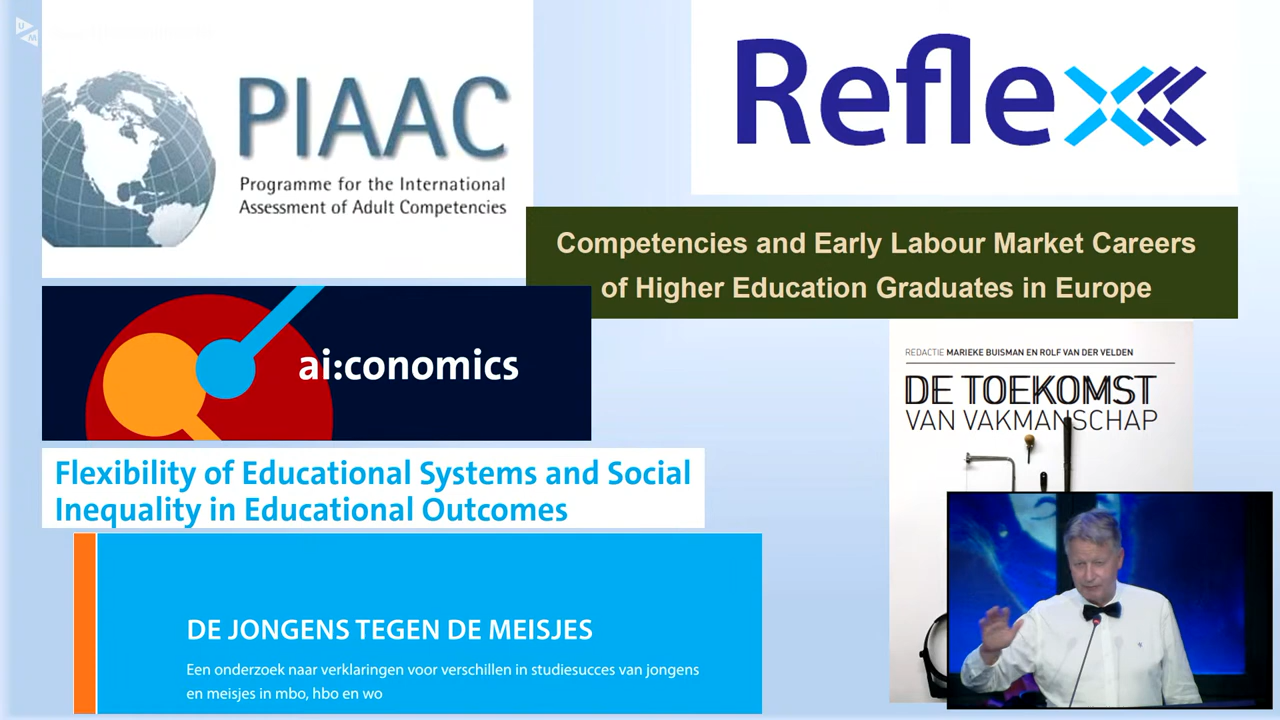 UM
PIAAC
Programme for the International
Assessment of Adult Competencies
Reflex
Competencies and Early Labour Market Careers
of Higher Education Graduates in Europe
ai:conomics
REDACTIE MARIEKE BUISMAN EN ROLF VAN DER VELDEN
DE TOEKOMST
VAN VAKMANSCHAP
Flexibility of Educational Systems and Social
Inequality in Educational Outcomes
DE JONGENS TEGEN DE MEISJES
Een onderzoek naar verklaringen voor verschillen in studiesucces van jongens
en meisjes in mbo, hbo en wo